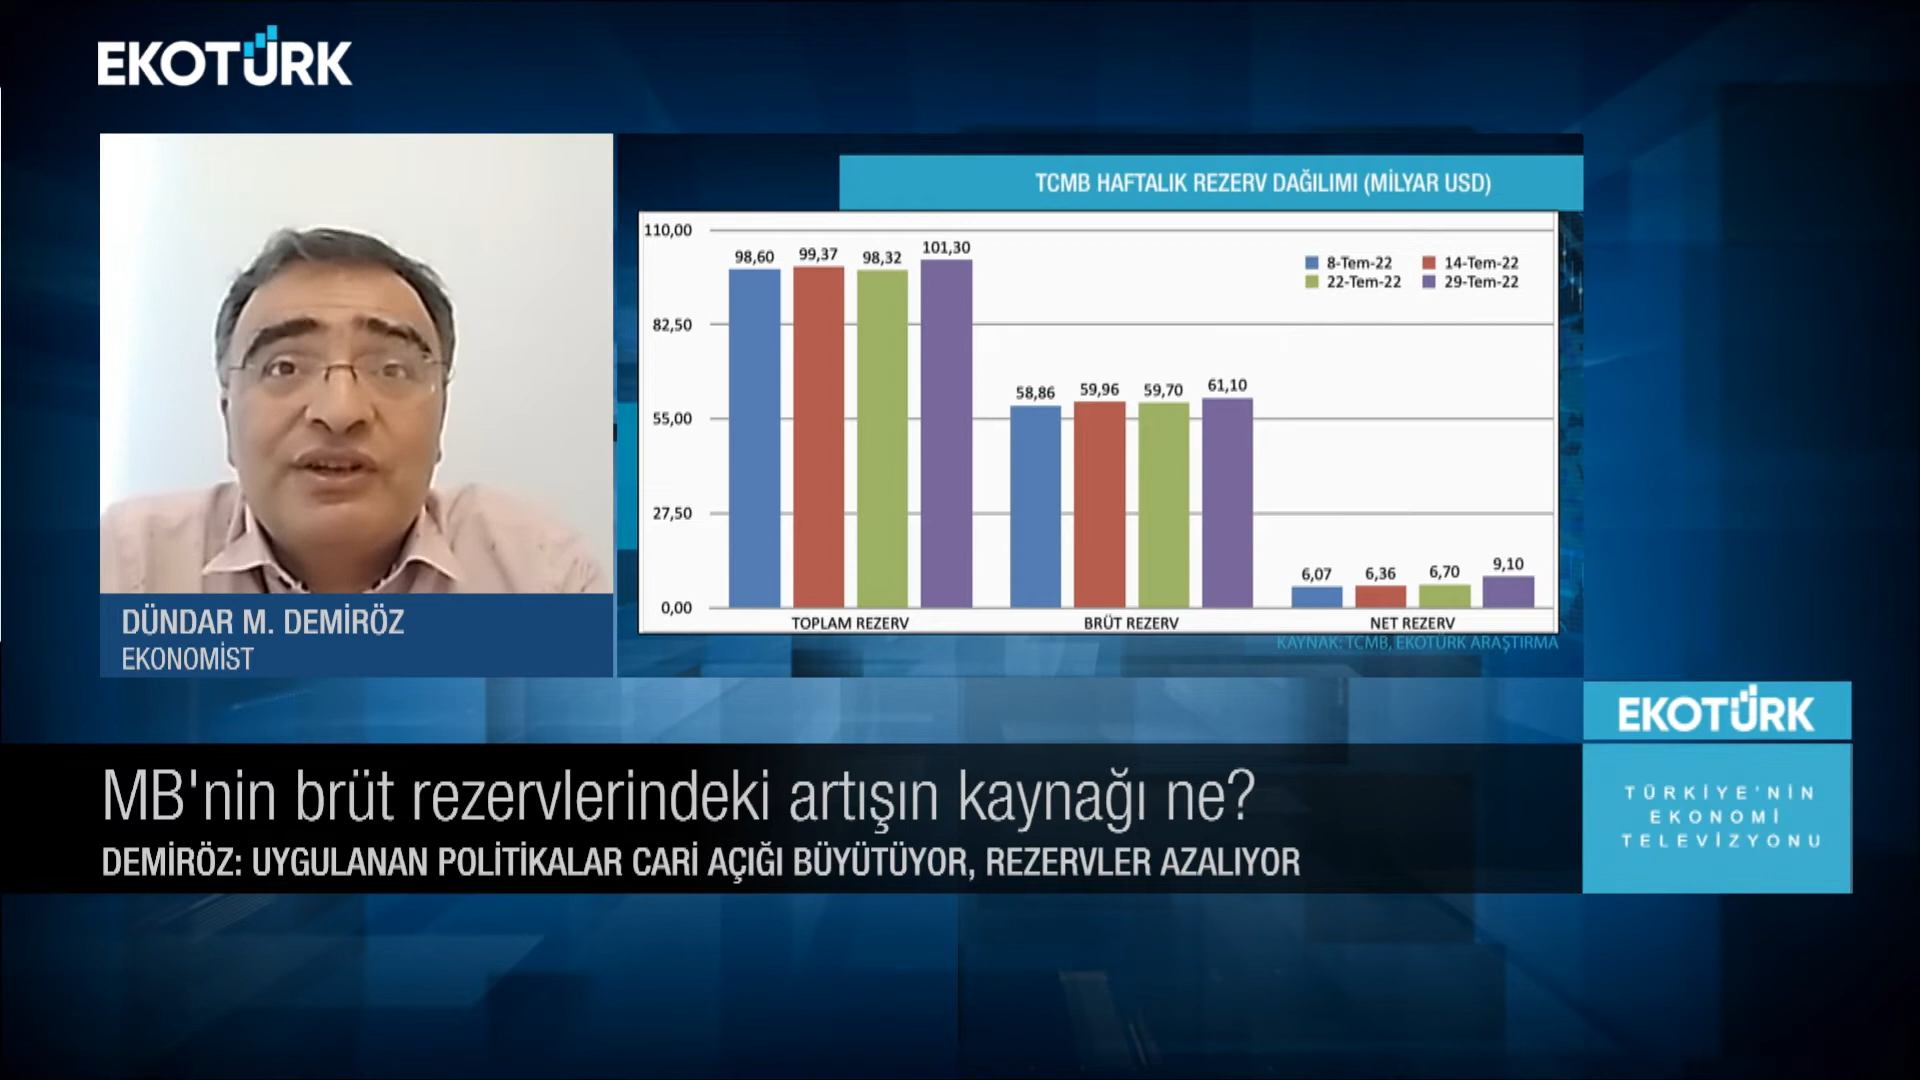 EKOTÜRK
TCMB HAFTALIK REZERV DAĞILIMI (MİLYAR USD)
110,00
82,50
55,00
27,50
0,00
98,60
99,37
98,32
101,30
58,86
59,96
59,70
61,10
6,07
6,36
6,70
9,10
8-Tem-22 14-Tem-22
22-Tem-22 29-Tem-22
TOPLAM REZERV BRÜT REZERV NET REZERV
KAYNAK: TCMB, EKOTÜRK ARAŞTIRMA
DÜNDAR M. DEMİRÖZ
EKONOMİST
MB'nin brüt rezervlerindeki artışın kaynağı ne?
DEMİRÖZ: UYGULANAN POLİTİKALAR CARİ AÇIĞI BÜYÜTÜYOR, REZERVLER AZALIYOR
EKOTÜRK
TÜRKİYE'NİN
EKONOMİ
TELEVİZYONU